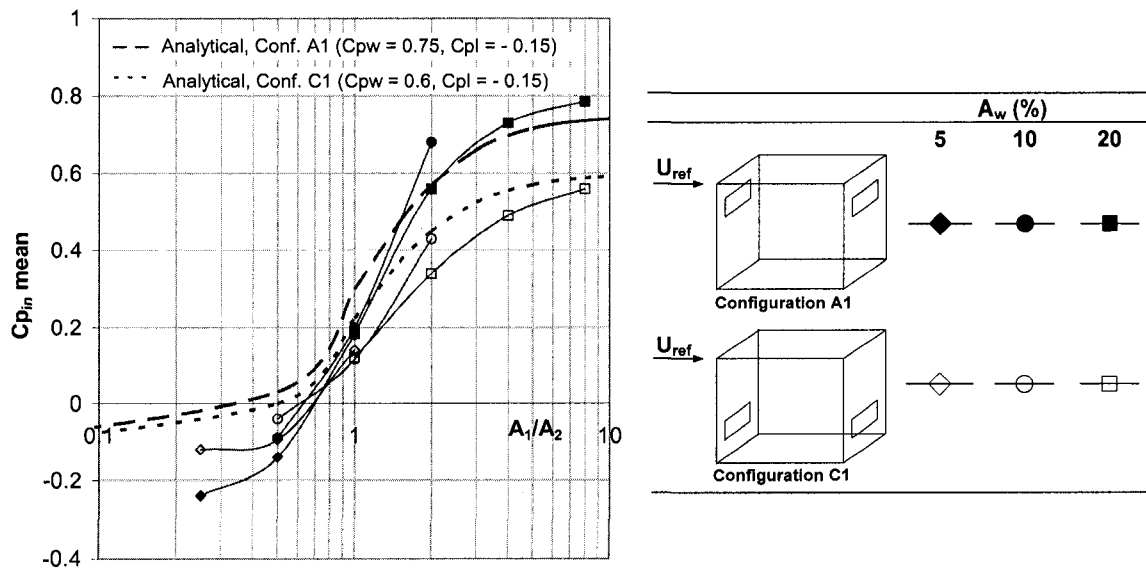 1
Analytical, Conf. A1 (Cpw = 0.75, Cpl = - 0.15)
Analytical, Conf. C1 (Cpw = 0.6, Cpl = - 0.15)
0.8
0.6
0.4
0.2
0
-0.2
-0.4
Cp_in mean
0.1
1
A₁/A₂
10
A_w (%)
5 10 20
U_ref
Configuration A1
U_ref
Configuration C1